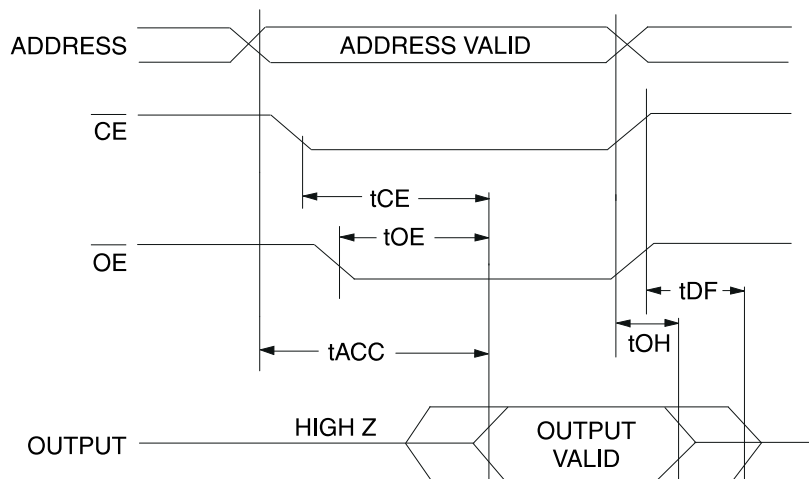 ADDRESS
ADDRESS VALID
CE
tCE
tOE
OE
tDF
tOH
tACC
HIGH Z
OUTPUT
OUTPUT
VALID